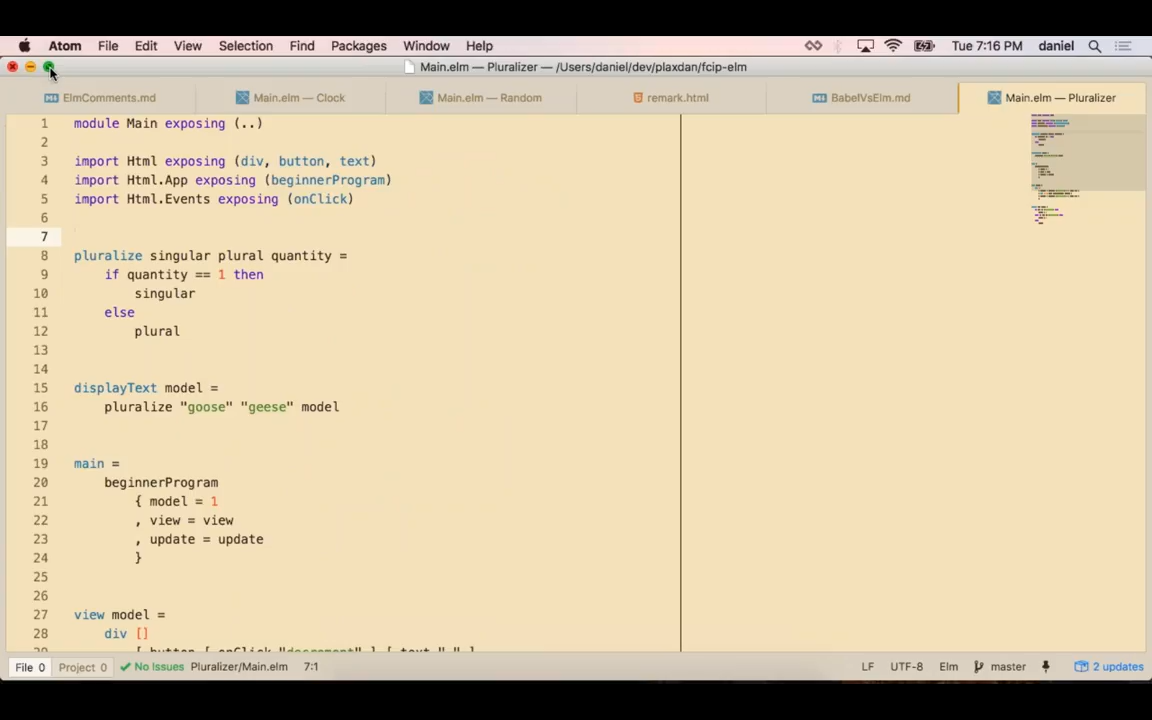 Atom File Edit View Selection Find Packages Window Help Tue 7:16 PM daniel
Main.elm — Pluralizer — /Users/daniel/dev/plaxdan/fcip-elm
ElmComments.md Main.elm — Clock Main.elm — Random remark.html BabelVsElm.md Main.elm — Pluralizer
1 module Main exposing (..)
2
3 import Html exposing (div, button, text)
4 import Html.App exposing (beginnerProgram)
5 import Html.Events exposing (onClick)
6
7
8 pluralize singular plural quantity =
9 if quantity == 1 then
10 singular
11 else
12 plural
13
14
15 displayText model =
16 pluralize "goose" "geese" model
17
18
19 main =
20 beginnerProgram
21 { model = 1
22 , view = view
23 , update = update
24 }
25
26
27 view model =
28 div []
File 0 Project 0 No Issues Pluralizer/Main.elm 7:1 LF UTF-8 Elm master 2 updates